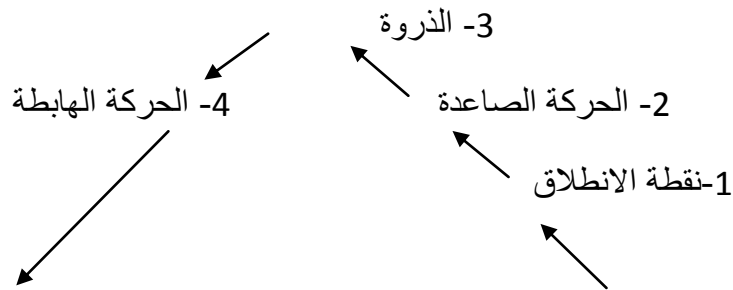 3- الذروة
2- الحركة الصاعدة
4- الحركة الهابطة
1-نقطة الانطلاق